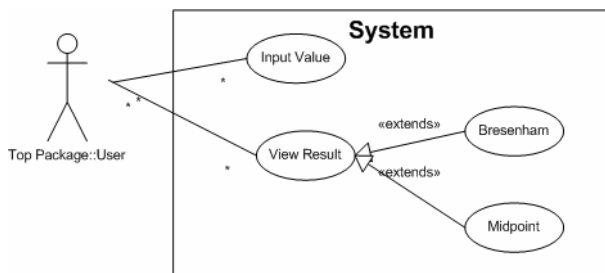 System
Input Value
*
* *
«extends»
Bresenham
Top Package::User
View Result
*
«extends»
Midpoint